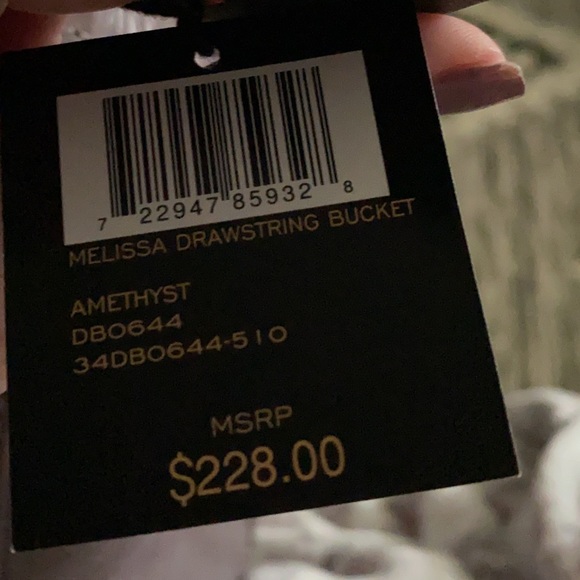 7 22947 85932 8
MELISSA DRAWSTRING BUCKET
AMETHYST
DB0644
34DB0644-510
MSRP
$228.00